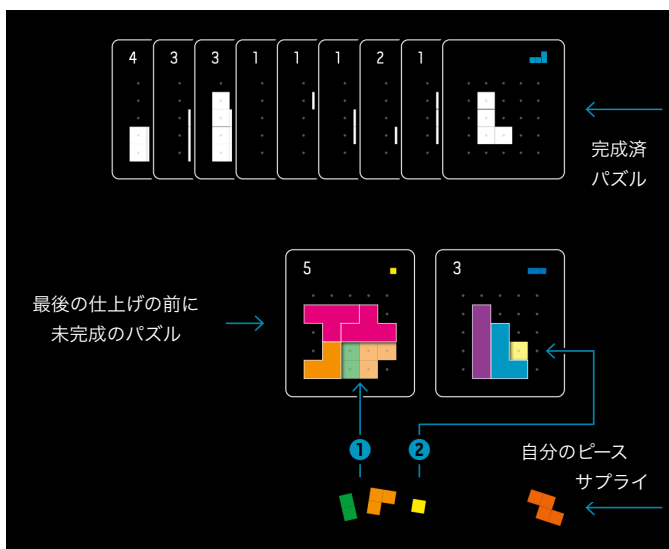 4 3 3 1 1 1 2 1
完成済
パズル
最後の仕上げの前に
未完成のパズル
5 3
1 2
自分のピース
サプライ